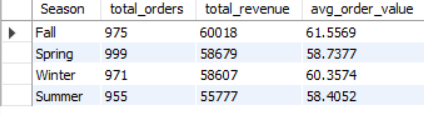 Season total_orders total_revenue avg_order_value
Fall 975 60018 61.5569
Spring 999 58679 58.7377
Winter 971 58607 60.3574
Summer 955 55777 58.4052